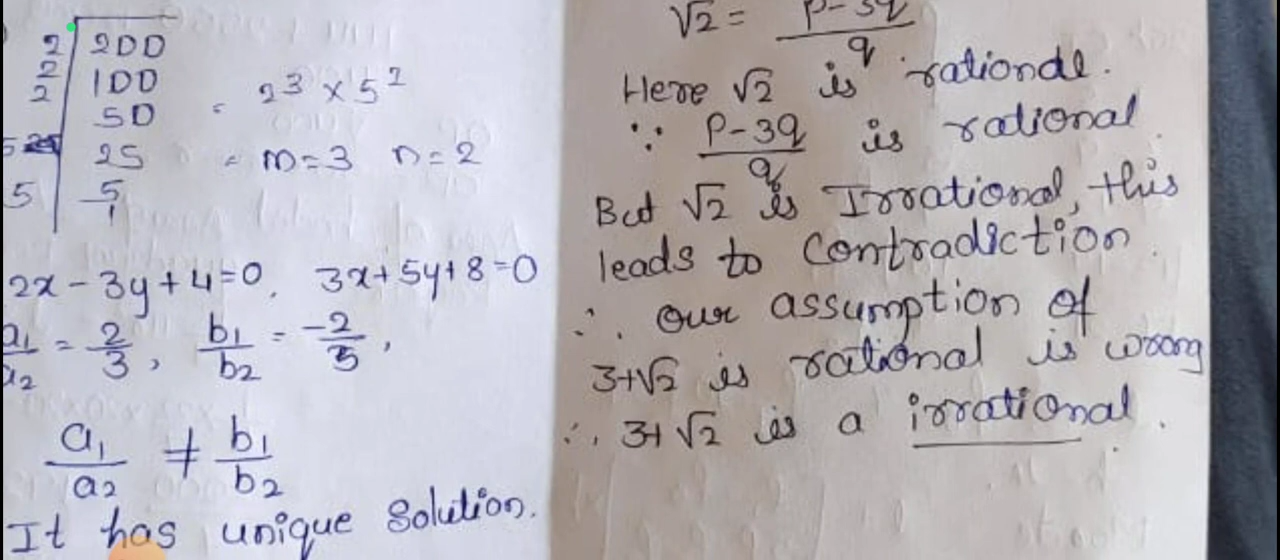 2 | 200
2 | 100
2 | 50 = 2³ × 5²
5 | 25 = m=3 n=2
5 | 5
1
2x - 3y + 4 = 0, 3x + 5y + 8 = 0
a₁/a₂ = 2/3, b₁/b₂ = -2/5,
a₁/a₂ ≠ b₁/b₂
It has unique Solution.
√2 = p-3q/q
Here √2 is rationdl.
∵ p-3q/q is rational
But √2 is Irrational, this
leads to Contradiction.
∴ our assumption of
3+√2 is rational is wrong
∴ 3+√2 is a irrational.